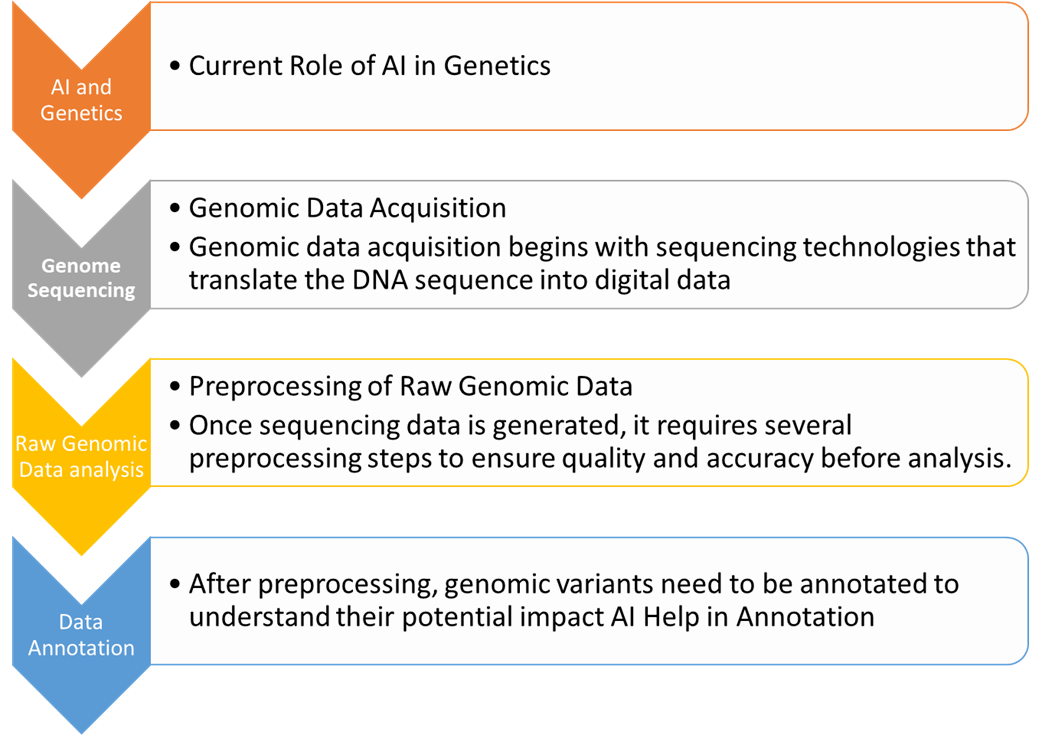 AI and
Genetics
• Current Role of AI in Genetics
Genome
Sequencing
• Genomic Data Acquisition
• Genomic data acquisition begins with sequencing technologies that
translate the DNA sequence into digital data
Raw Genomic
Data analysis
• Preprocessing of Raw Genomic Data
• Once sequencing data is generated, it requires several
preprocessing steps to ensure quality and accuracy before analysis.
Data
Annotation
• After preprocessing, genomic variants need to be annotated to
understand their potential impact AI Help in Annotation